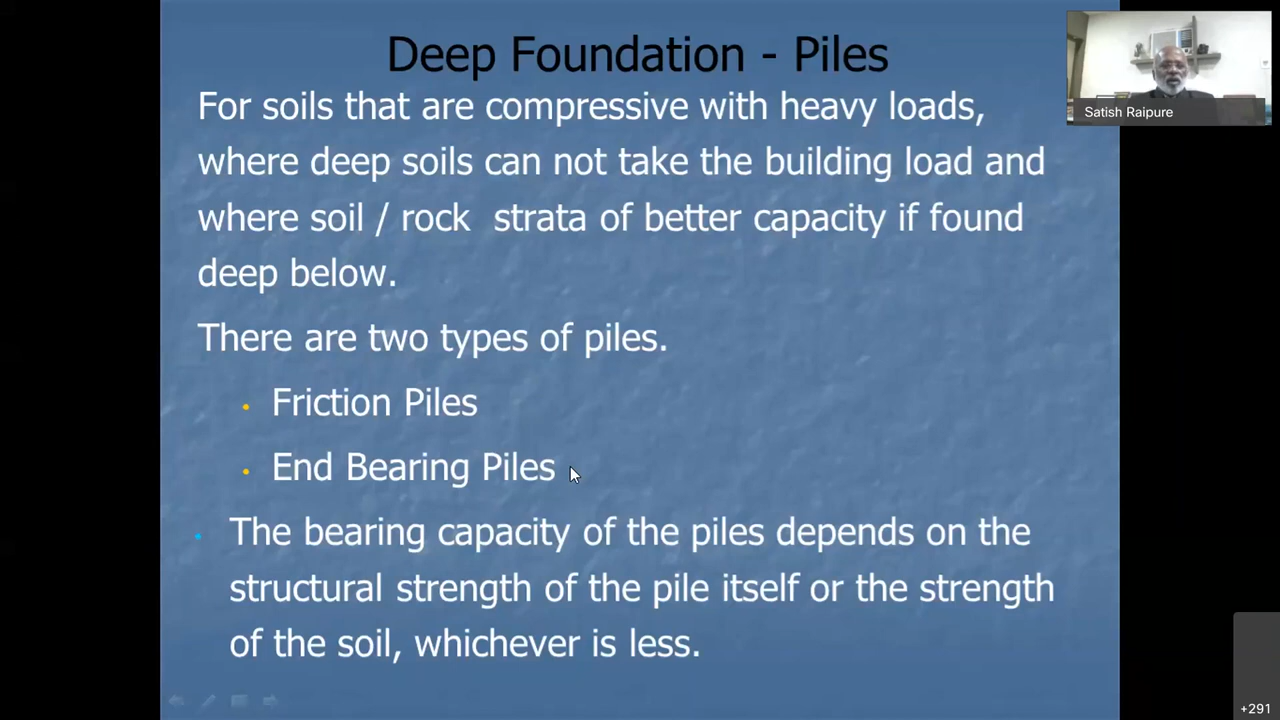 Deep Foundation - Piles
For soils that are compressive with heavy loads,
where deep soils can not take the building load and
where soil / rock strata of better capacity if found
deep below.
There are two types of piles.
• Friction Piles
• End Bearing Piles
• The bearing capacity of the piles depends on the
structural strength of the pile itself or the strength
of the soil, whichever is less.
Satish Raipure
+291